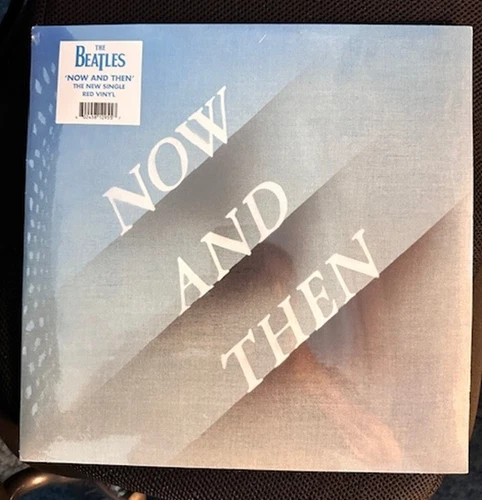 THE
BEATLES
'NOW AND THEN'
THE NEW SINGLE
RED VINYL
NOW
AND
THEN